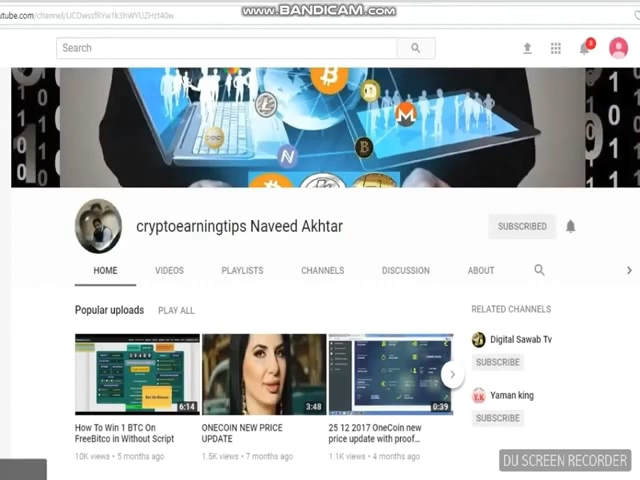 www.BANDICAM.com
Search
3
cryptoearningtips Naveed Akhtar
SUBSCRIBED
HOME VIDEOS PLAYLISTS CHANNELS DISCUSSION ABOUT
Popular uploads PLAY ALL
RELATED CHANNELS
Digital Sawab Tv
SUBSCRIBE
Yaman king
SUBSCRIBE
6:14
3:48
0:39
How To Win 1 BTC On
FreeBitco in Without Script
10K views • 5 months ago
ONECOIN NEW PRICE
UPDATE
1.5K views • 7 months ago
25 12 2017 OneCoin new
price update with proof...
1.1K views • 4 months ago
DU SCREEN RECORDER